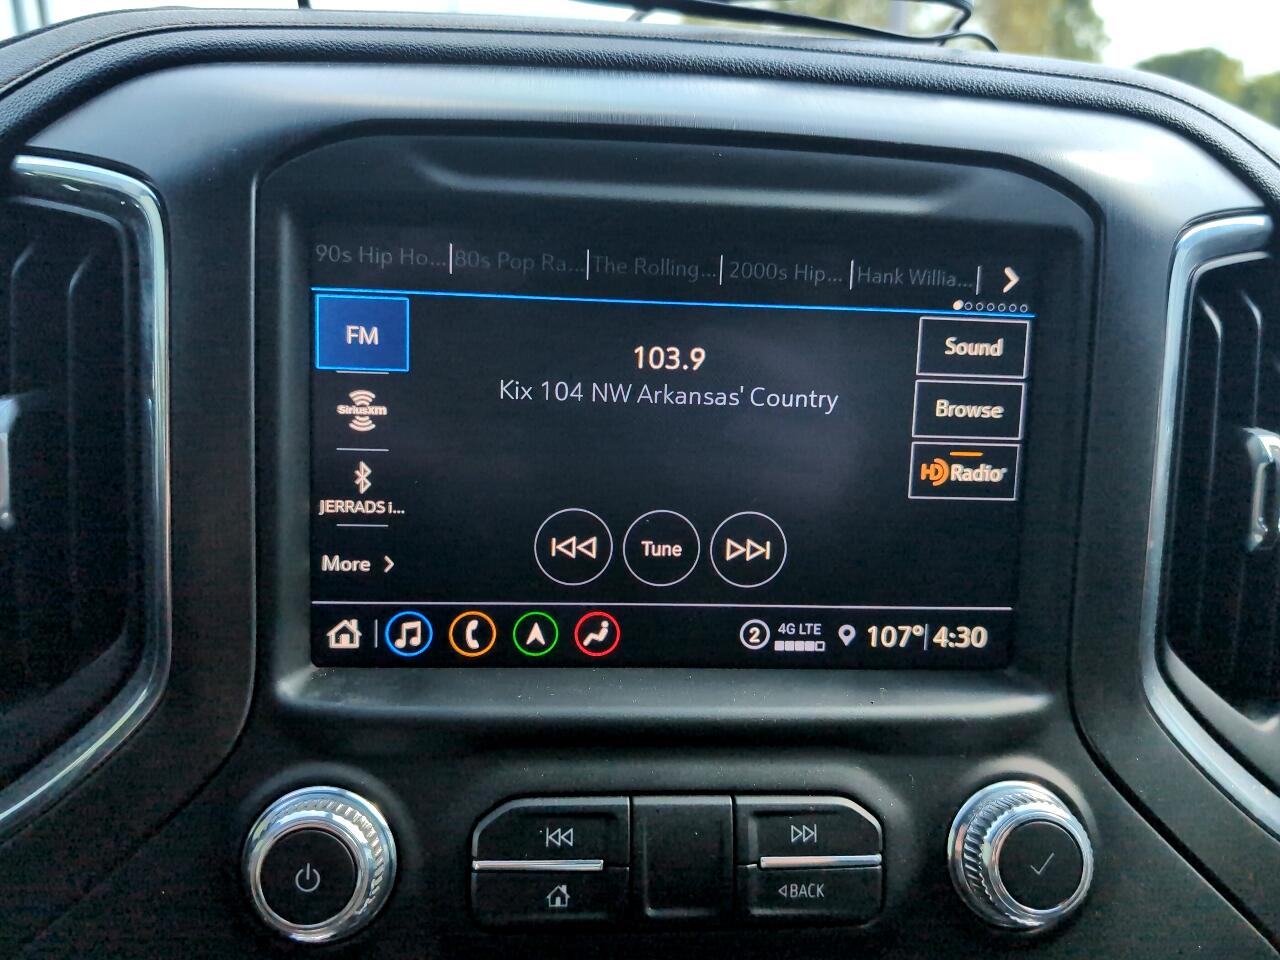 90s Hip Ho... 80s Pop Ra... The Rolling... 2000s Hip... Hank Willia...
FM
Sound
103.9
Kix 104 NW Arkansas' Country
SiriusXm
Browse
HD Radio
JERRADS i...
More
Tune
2 4G LTE 107° 4:30
BACK